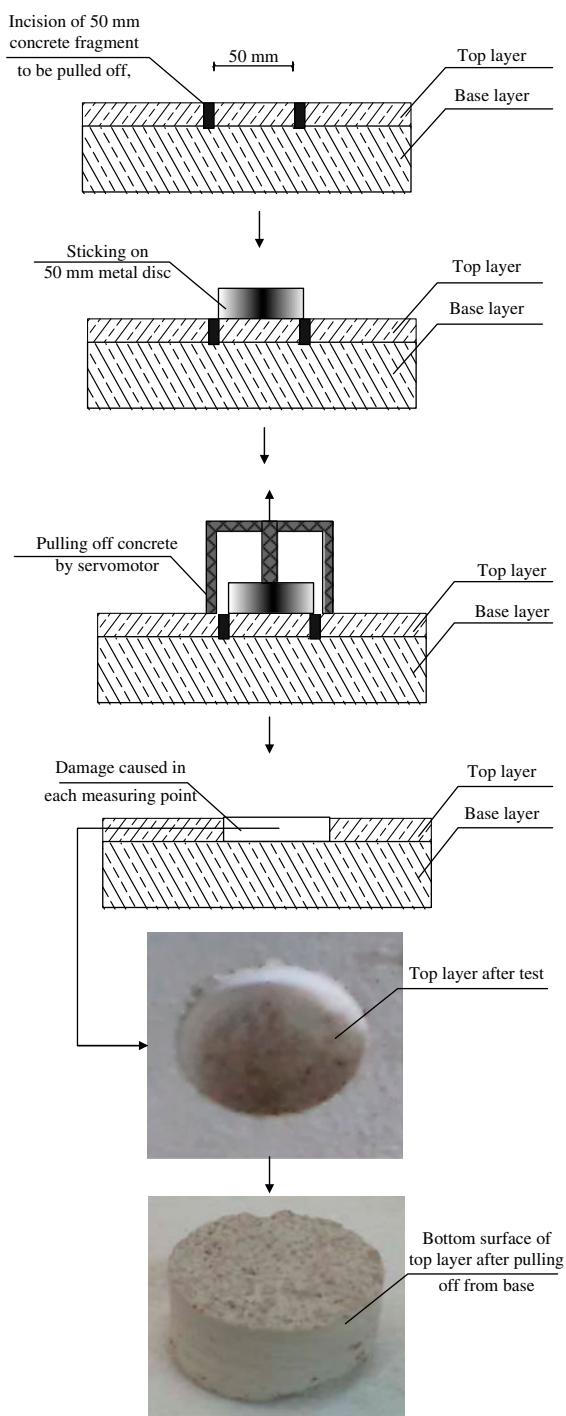 Incision of 50 mm
concrete fragment
to be pulled off,
50 mm
Top layer
Base layer
Sticking on
50 mm metal disc
Top layer
Base layer
Pulling off concrete
by servomotor
Top layer
Base layer
Damage caused in
each measuring point
Top layer
Base layer
Top layer after test
Bottom surface of
top layer after pulling
off from base